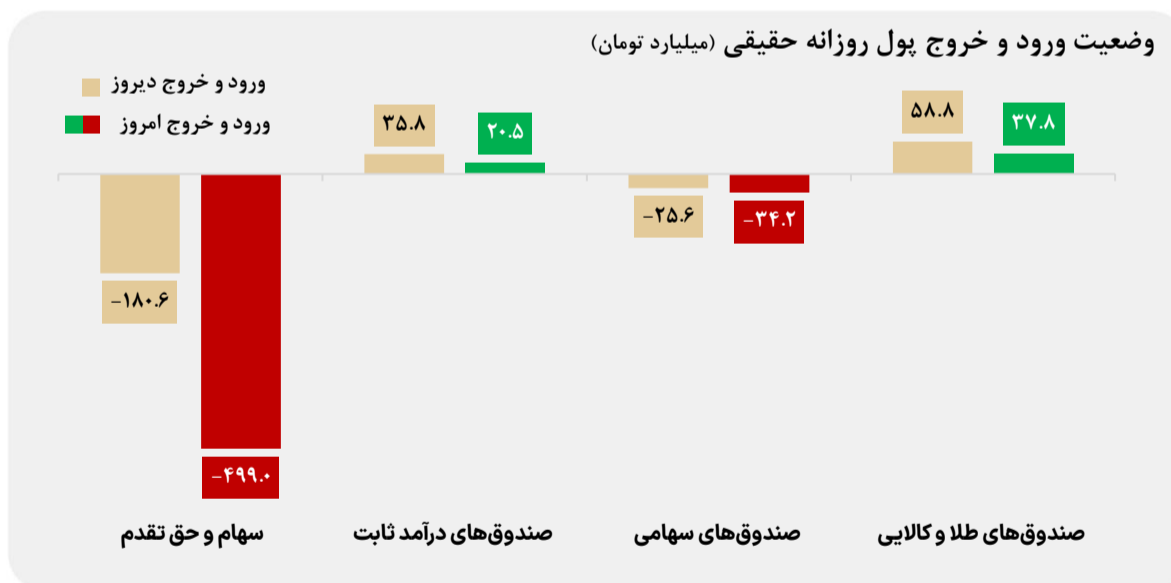 وضعیت ورود و خروج پول روزانه حقیقی (میلیارد تومان)
ورود و خروج دیروز
ورود و خروج امروز
۵۸.۸
۳۷.۸
۳۵.۸
۲۰.۵
−۲۵.۶
−۳۴.۲
−۱۸۰.۶
−۴۹۹.۰
صندوق‌های طلا و کالایی
صندوق‌های سهامی
صندوق‌های درآمد ثابت
سهام و حق تقدم